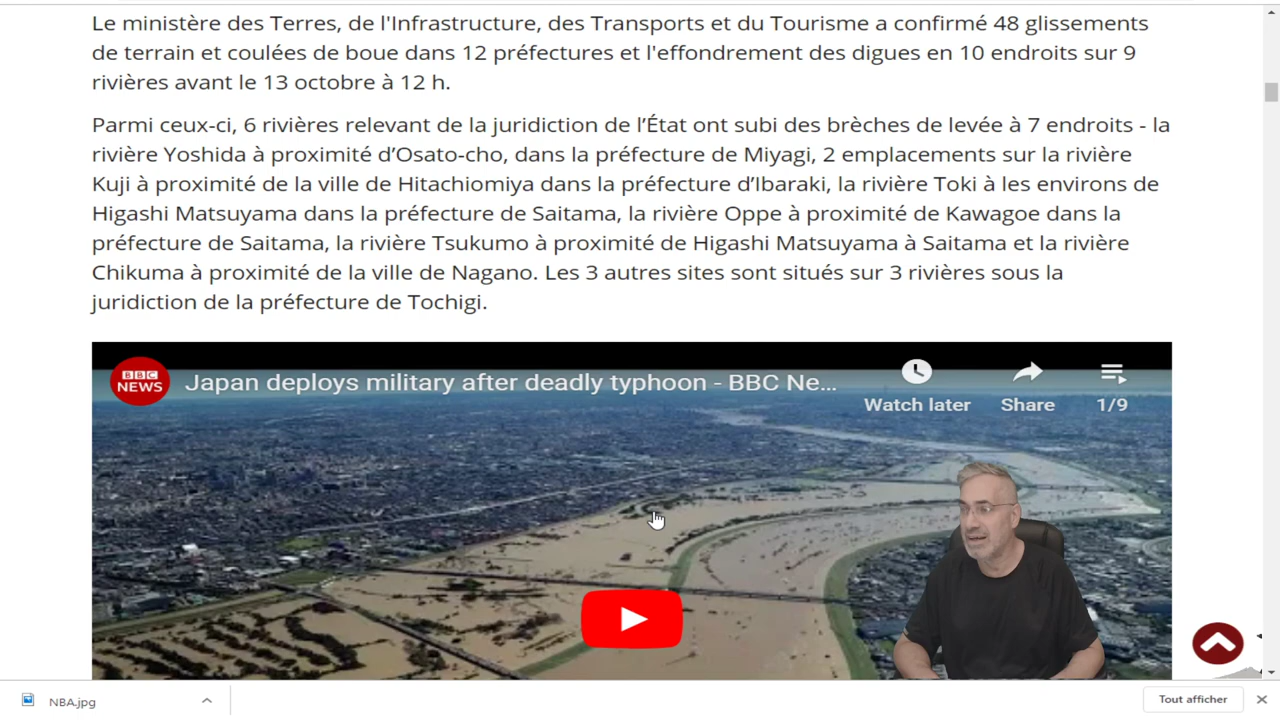 Le ministère des Terres, de l'Infrastructure, des Transports et du Tourisme a confirmé 48 glissements
de terrain et coulées de boue dans 12 préfectures et l'effondrement des digues en 10 endroits sur 9
rivières avant le 13 octobre à 12 h.
Parmi ceux-ci, 6 rivières relevant de la juridiction de l’État ont subi des brèches de levée à 7 endroits - la
rivière Yoshida à proximité d’Osato-cho, dans la préfecture de Miyagi, 2 emplacements sur la rivière
Kuji à proximité de la ville de Hitachiomiya dans la préfecture d’Ibaraki, la rivière Toki à les environs de
Higashi Matsuyama dans la préfecture de Saitama, la rivière Oppe à proximité de Kawagoe dans la
préfecture de Saitama, la rivière Tsukumo à proximité de Higashi Matsuyama à Saitama et la rivière
Chikuma à proximité de la ville de Nagano. Les 3 autres sites sont situés sur 3 rivières sous la
juridiction de la préfecture de Tochigi.
BBC
NEWS
Japan deploys military after deadly typhoon - BBC Ne...
Watch later
Share
1/9
NBA.jpg
Tout afficher